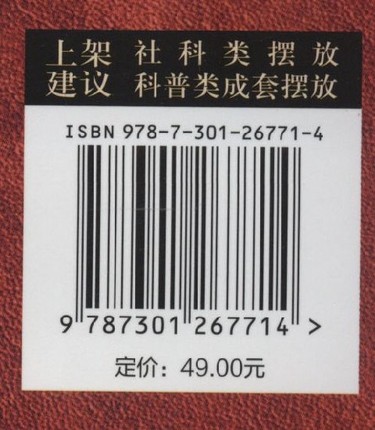 上架 社科类摆放
建议 科普类成套摆放
ISBN 978-7-301-26771-4
9 787301 267714 >
定价：49.00元